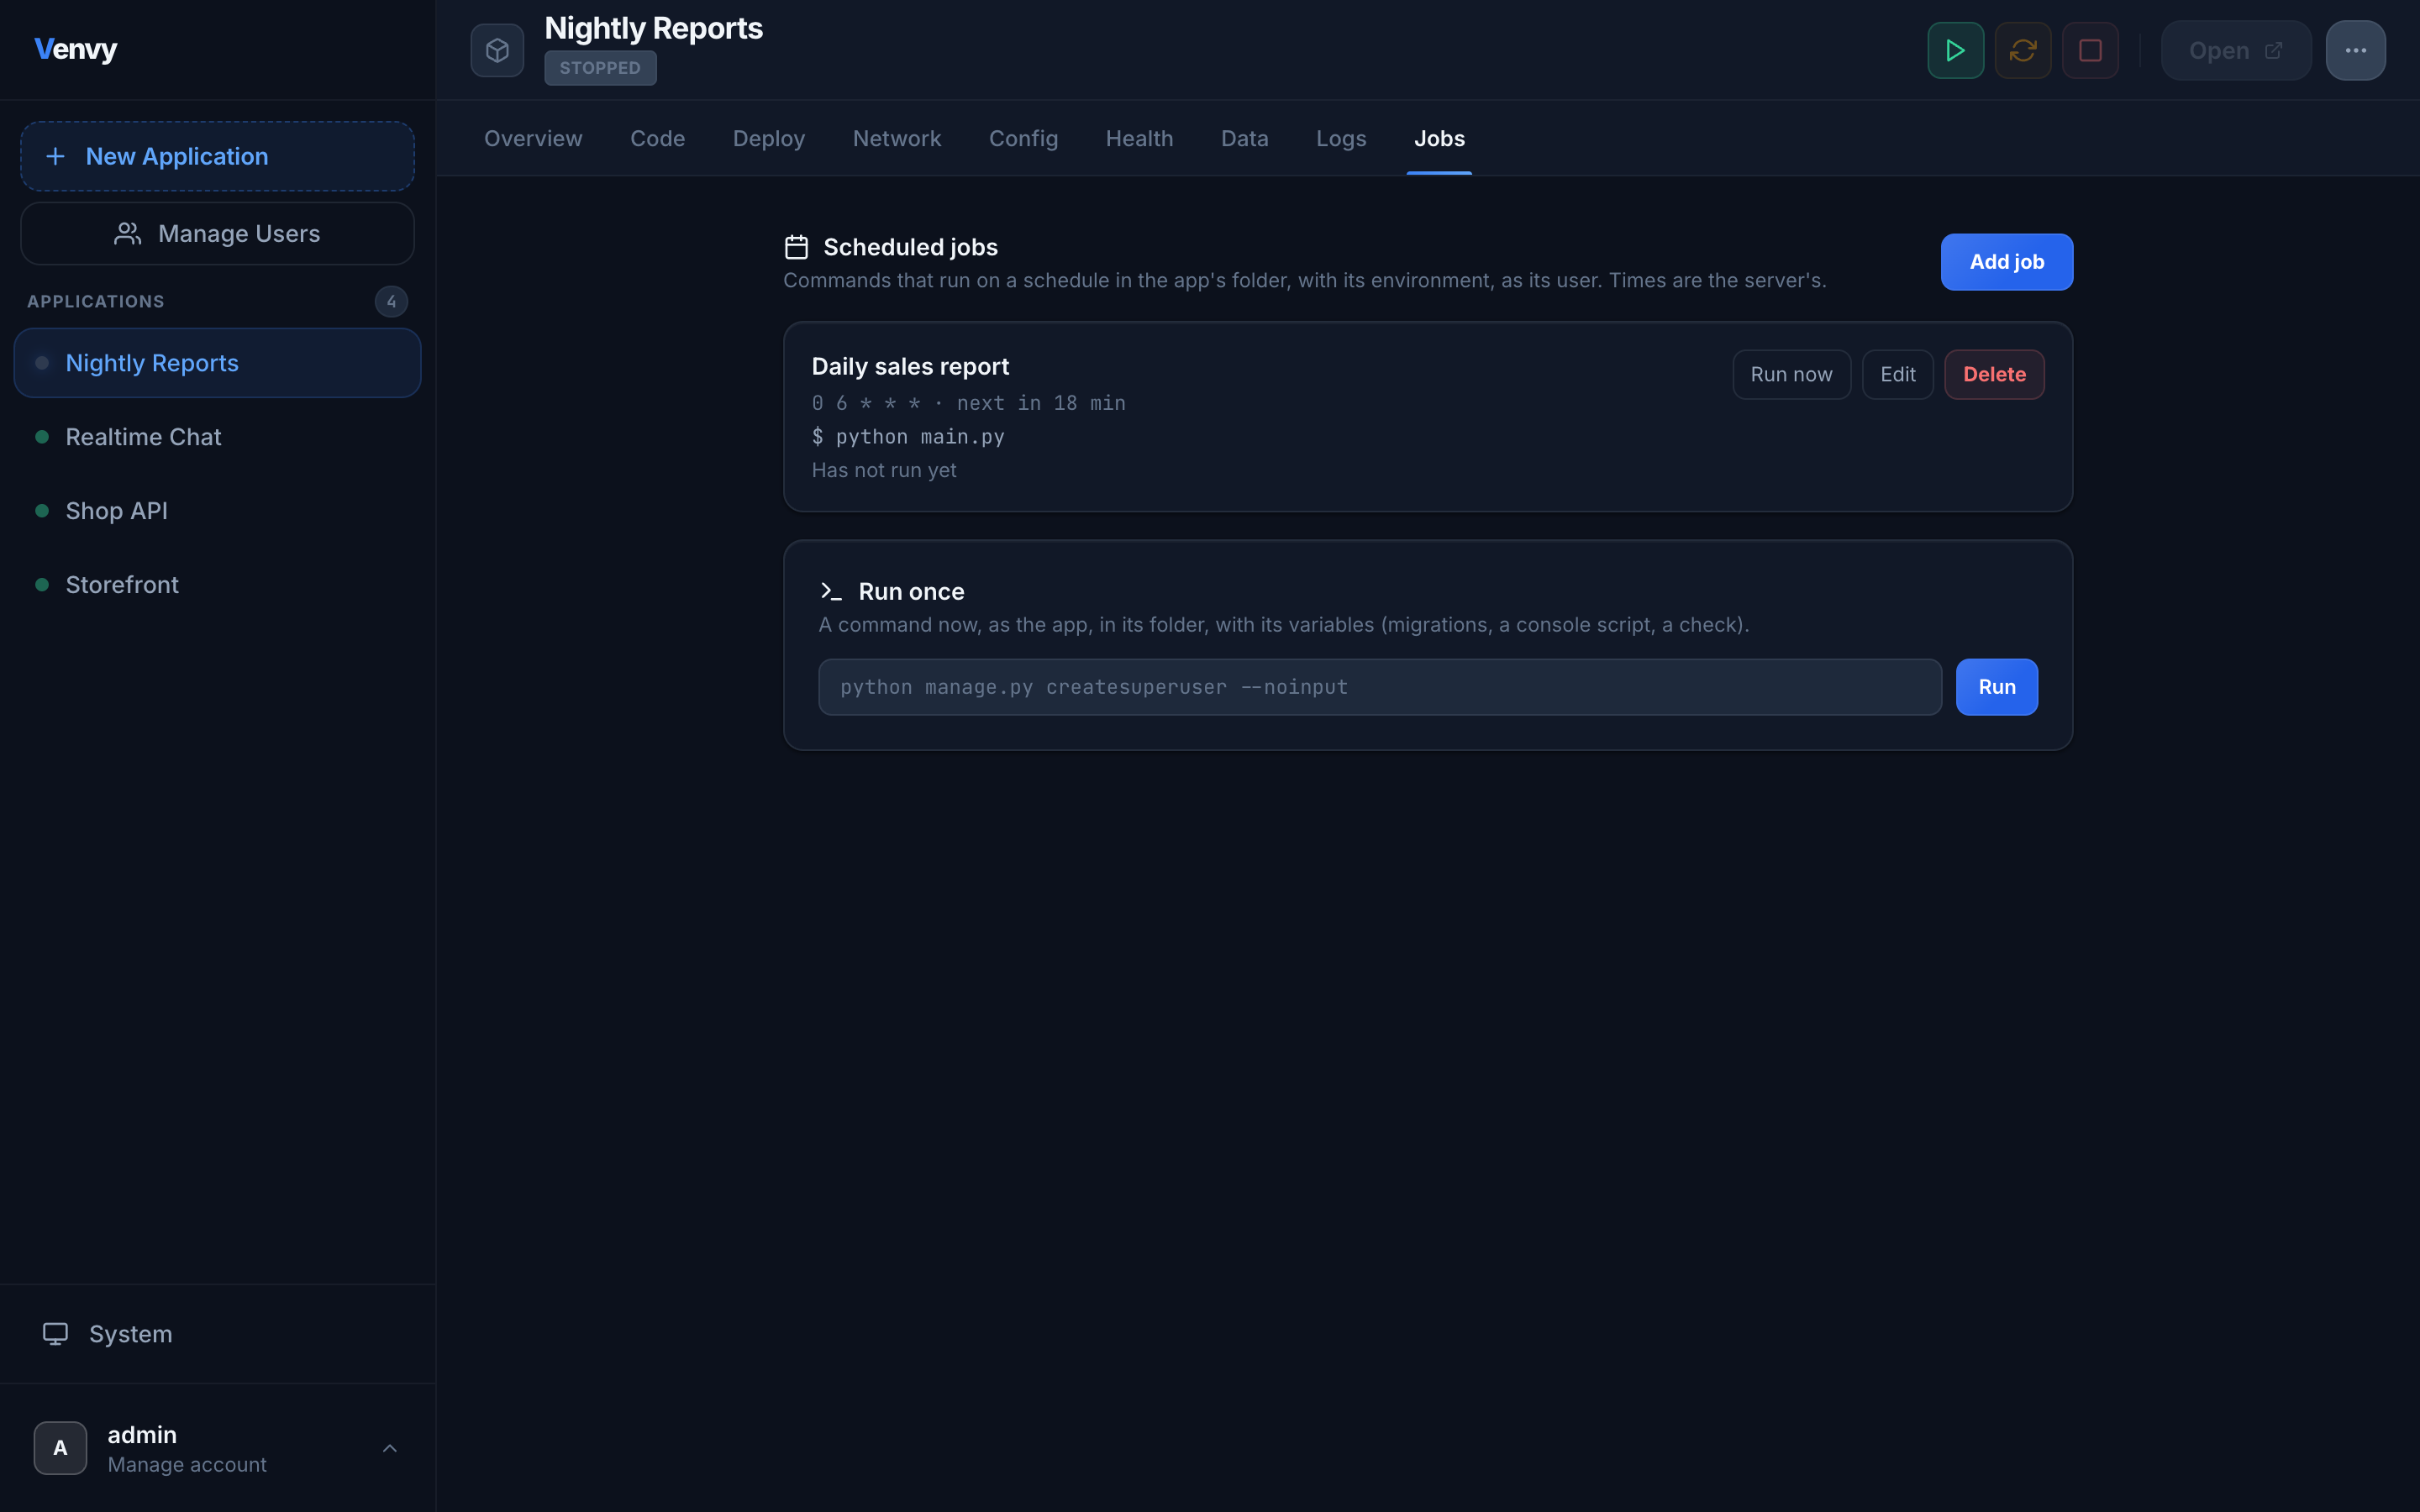 Venvy
New Application
Manage Users
APPLICATIONS 4
Nightly Reports
Realtime Chat
Shop API
Storefront
System
A
admin
Manage account
Nightly Reports
STOPPED
Open
Overview Code Deploy Network Config Health Data Logs Jobs
Scheduled jobs
Commands that run on a schedule in the app's folder, with its environment, as its user. Times are the server's.
Add job
Daily sales report
0 6 * * * · next in 18 min
$ python main.py
Has not run yet
Run now Edit Delete
Run once
A command now, as the app, in its folder, with its variables (migrations, a console script, a check).
python manage.py createsuperuser --noinput
Run